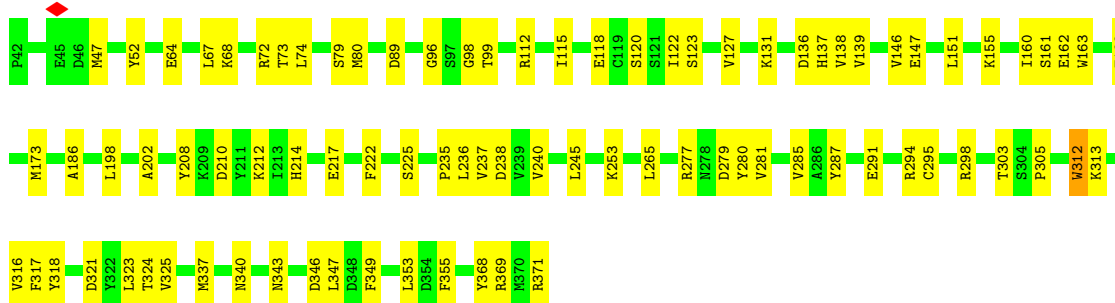 P42 E45 D46 M47 Y52 E64 L67 K68 R72 T73 L74 S79 M80 D89 G96 S97 G98 T99 R112 I115 E118 C119 S120 S121 I122 S123 V127 K131 D136 H137 V138 V139 V146 E147 L151 K155 I160 S161 E162 W163
M173 A186 L198 A202 Y208 K209 D210 Y211 K212 I213 H214 E217 F222 S225 P235 L236 V237 D238 V239 V240 L245 K253 L265 R277 N278 D279 Y280 V281 V285 A286 Y287 E291 R294 C295 R298 T303 S304 P305 W312 K313
V316 F317 Y318 D321 Y322 L323 T324 V325 M337 N340 N343 D346 L347 D348 F349 L353 D354 F355 Y368 R369 M370 R371